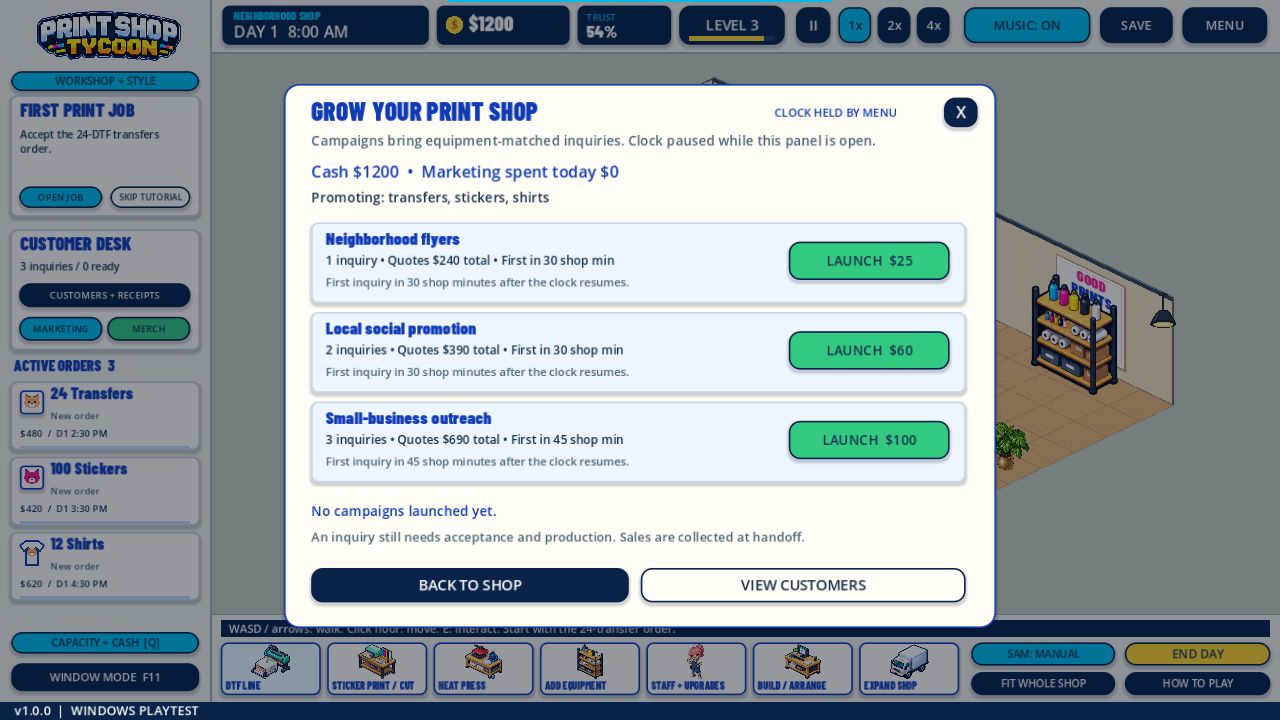 PRINT SHOP
TYCOON
WORKSHOP + STYLE
FIRST PRINT JOB
Accept the 24-DTF transfers
order.
OPEN JOB
SKIP TUTORIAL
CUSTOMER DESK
3 inquiries / 0 ready
CUSTOMERS + RECEIPTS
MARKETING
MERCH
ACTIVE ORDERS 3
24 Transfers
New order
$480 / D1 2:30 PM
100 Stickers
New order
$420 / D1 3:30 PM
12 Shirts
New order
$620 / D1 4:30 PM
CAPACITY + CASH [Q]
WINDOW MODE F11
v1.0.0 | WINDOWS PLAYTEST
NEIGHBORHOOD SHOP
DAY 1 8:00 AM
$ $1200
TRUST
54%
LEVEL 3
II
1x
2x
4x
MUSIC: ON
SAVE
MENU
GROW YOUR PRINT SHOP
CLOCK HELD BY MENU
X
Campaigns bring equipment-matched inquiries. Clock paused while this panel is open.
Cash $1200 • Marketing spent today $0
Promoting: transfers, stickers, shirts
Neighborhood flyers
1 inquiry • Quotes $240 total • First in 30 shop min
First inquiry in 30 shop minutes after the clock resumes.
LAUNCH $25
Local social promotion
2 inquiries • Quotes $390 total • First in 30 shop min
First inquiry in 30 shop minutes after the clock resumes.
LAUNCH $60
Small-business outreach
3 inquiries • Quotes $690 total • First in 45 shop min
First inquiry in 45 shop minutes after the clock resumes.
LAUNCH $100
No campaigns launched yet.
An inquiry still needs acceptance and production. Sales are collected at handoff.
BACK TO SHOP
VIEW CUSTOMERS
GOOD
PRINTS
WASD / arrows: walk. Click floor: move. E: interact. Start with the 24-transfer order.
DTF LINE
STICKER PRINT / CUT
HEAT PRESS
ADD EQUIPMENT
STAFF + UPGRADES
BUILD / ARRANGE
EXPAND SHOP
SAM: MANUAL
END DAY
FIT WHOLE SHOP
HOW TO PLAY